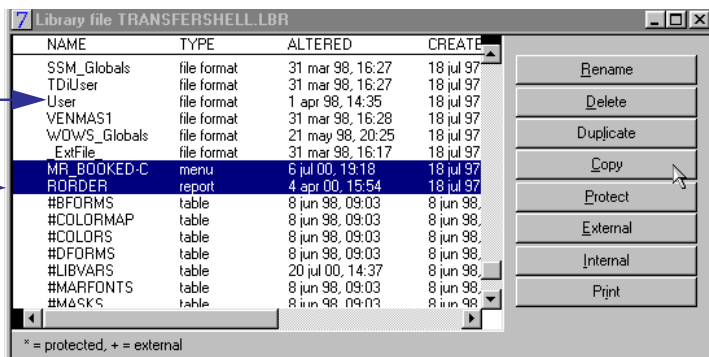 7 Library file TRANSFERSHELL.LBR
NAME TYPE ALTERED CREATE
SSM_Globals file format 31 mar 98, 16:27 18 jul 97
TDiUser file format 31 mar 98, 16:27 18 jul 97
User file format 1 apr 98, 14:35 18 jul 97
VENMAS1 file format 31 mar 98, 16:28 18 jul 97
WOWS_Globals file format 21 may 98, 20:25 18 jul 97
_ExtFile_ file format 31 mar 98, 16:17 18 jul 97
MR_BOOKED-C menu 6 jul 00, 19:18 18 jul 97
RORDER report 4 apr 00, 15:54 18 jul 97
#BFORMS table 8 jun 98, 09:03 8 jun 98,
#COLORMAP table 8 jun 98, 09:03 8 jun 98,
#COLORS table 8 jun 98, 09:03 8 jun 98,
#DFORMS table 8 jun 98, 09:03 8 jun 98,
#LIBVARS table 20 jul 00, 14:37 8 jun 98,
#MARFONTS table 8 jun 98, 09:03 8 jun 98,
#MASKS table 8 jun 98, 09:03 8 jun 98,
Rename
Delete
Duplicate
Copy
Protect
External
Internal
Print
* = protected, + = external